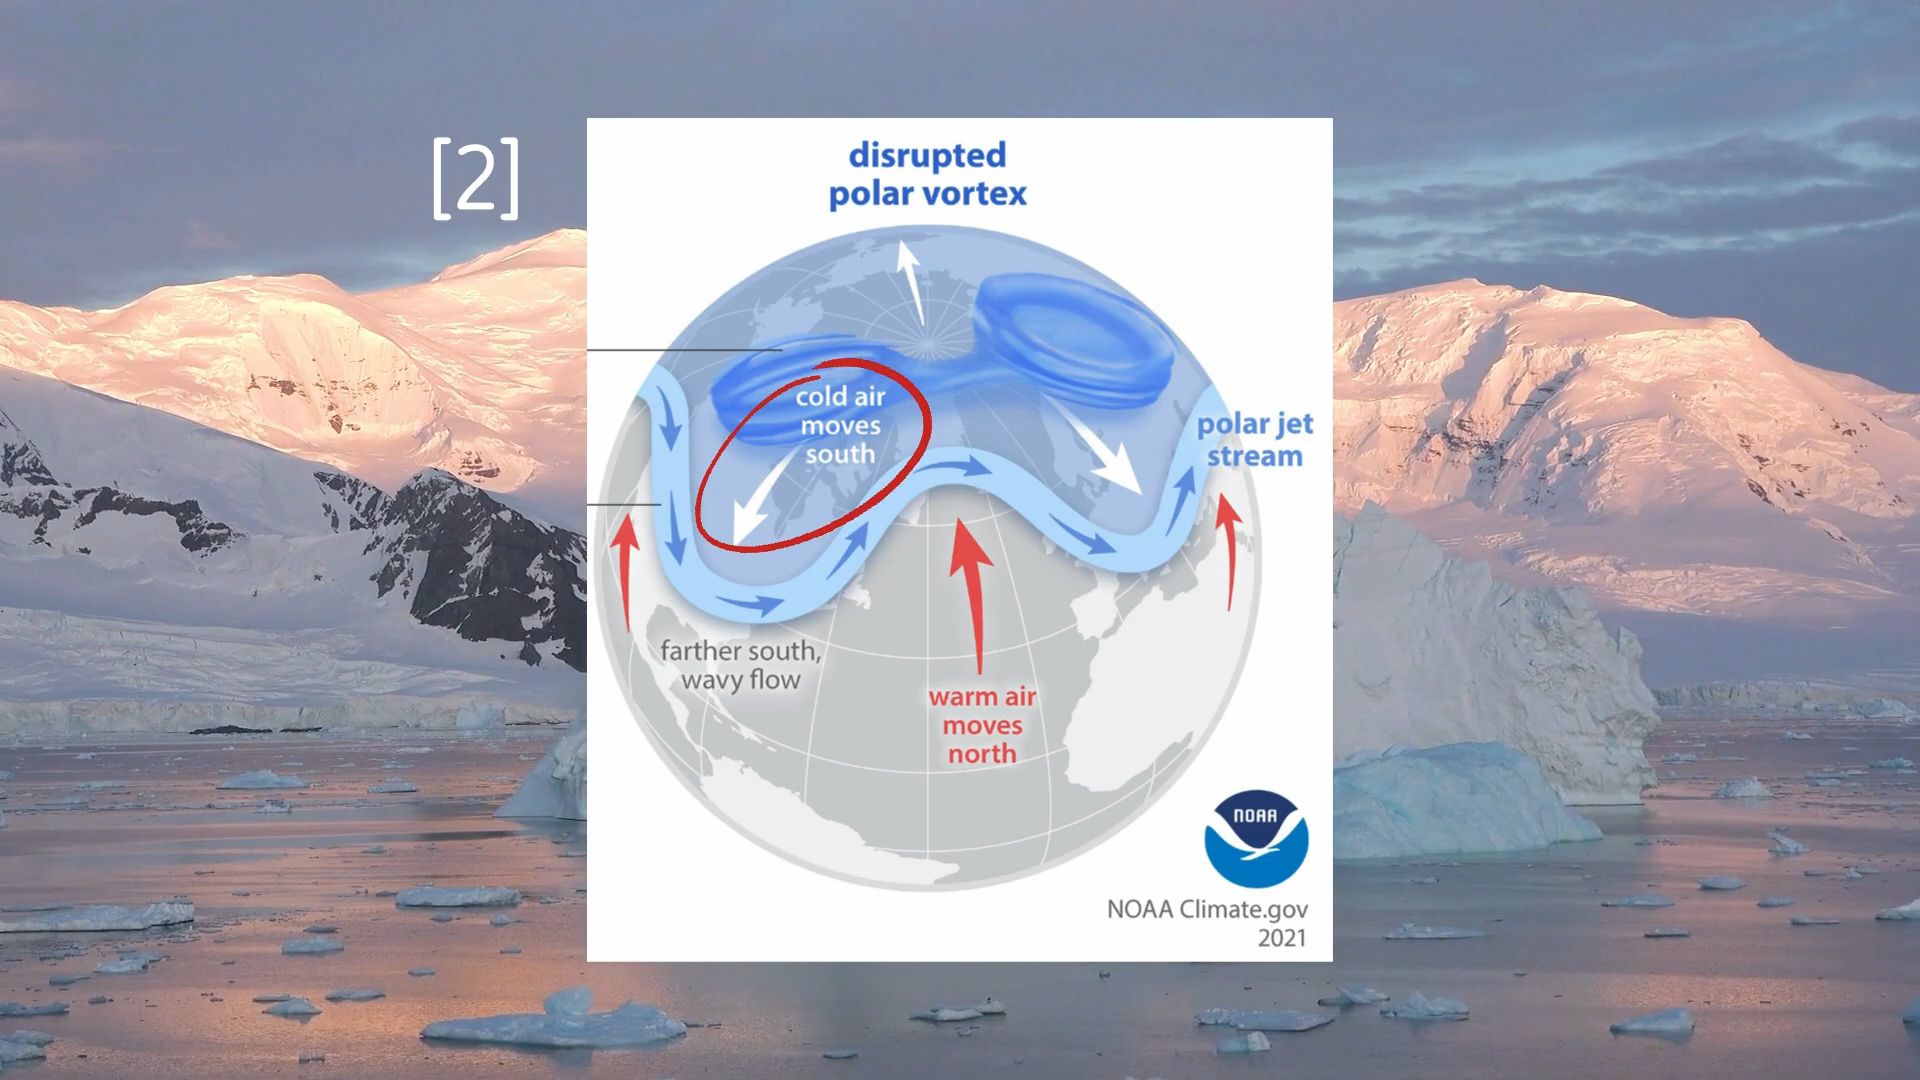 [2]
disrupted
polar vortex
cold air
moves
south
polar jet
stream
farther south,
wavy flow
warm air
moves
north
NOAA
NOAA Climate.gov
2021